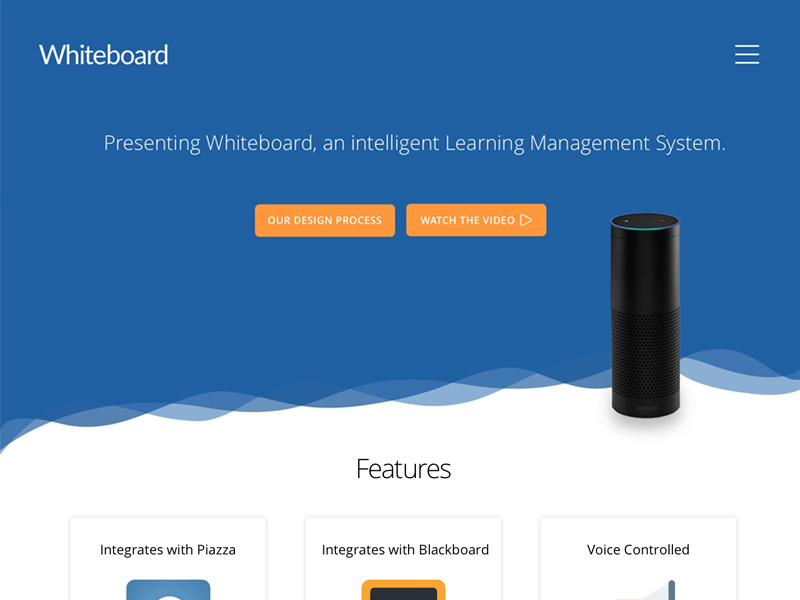 Whiteboard
Presenting Whiteboard, an intelligent Learning Management System.
OUR DESIGN PROCESS
WATCH THE VIDEO
Features
Integrates with Piazza
Integrates with Blackboard
Voice Controlled